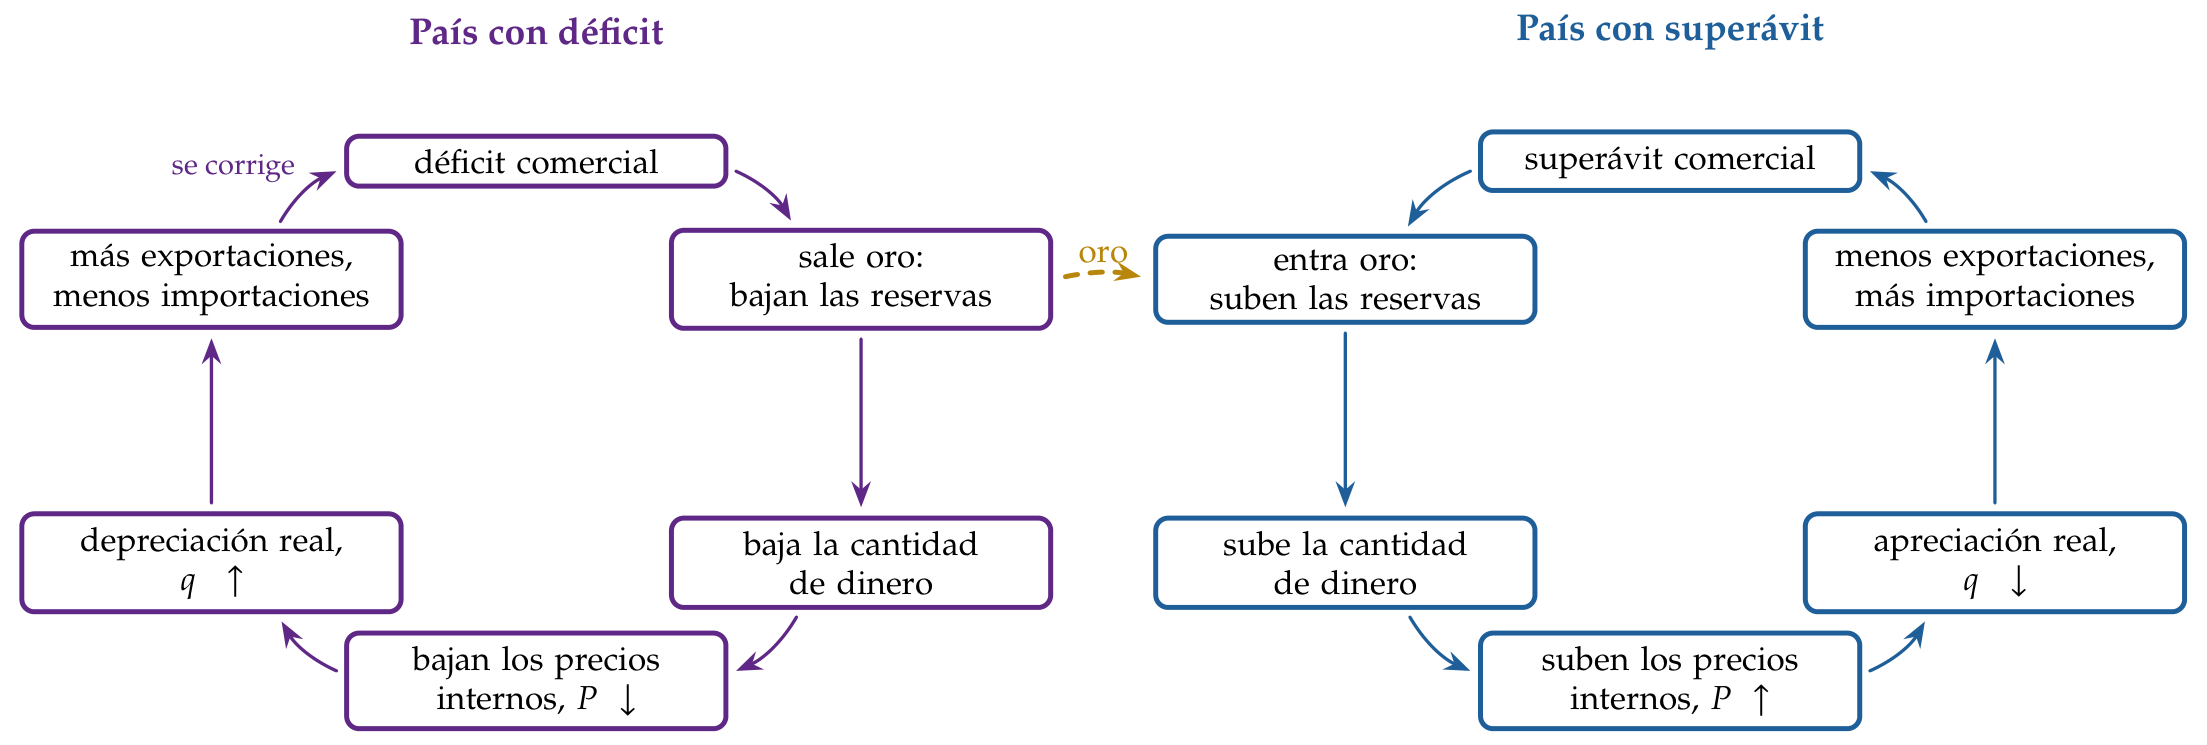 País con déficit
déficit comercial
se corrige
más exportaciones,
menos importaciones
sale oro:
bajan las reservas
depreciación real,
q ↑
baja la cantidad
de dinero
bajan los precios
internos, P ↓
oro
País con superávit
superávit comercial
entra oro:
suben las reservas
menos exportaciones,
más importaciones
sube la cantidad
de dinero
apreciación real,
q ↓
suben los precios
internos, P ↑